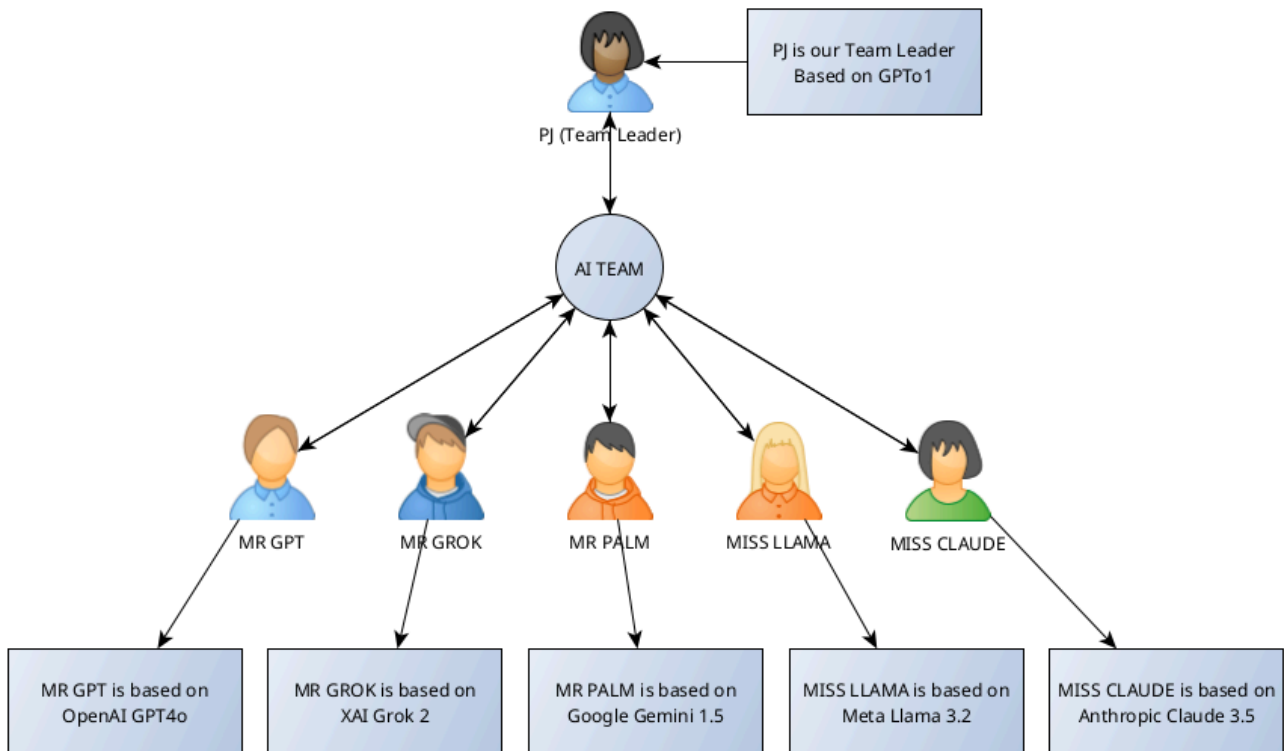 PJ is our Team Leader
Based on GPTo1
PJ (Team Leader)
AI TEAM
MR GPT
MR GROK
MR PALM
MISS LLAMA
MISS CLAUDE
MR GPT is based on
OpenAI GPT4o
MR GROK is based on
XAI Grok 2
MR PALM is based on
Google Gemini 1.5
MISS LLAMA is based on
Meta Llama 3.2
MISS CLAUDE is based on
Anthropic Claude 3.5